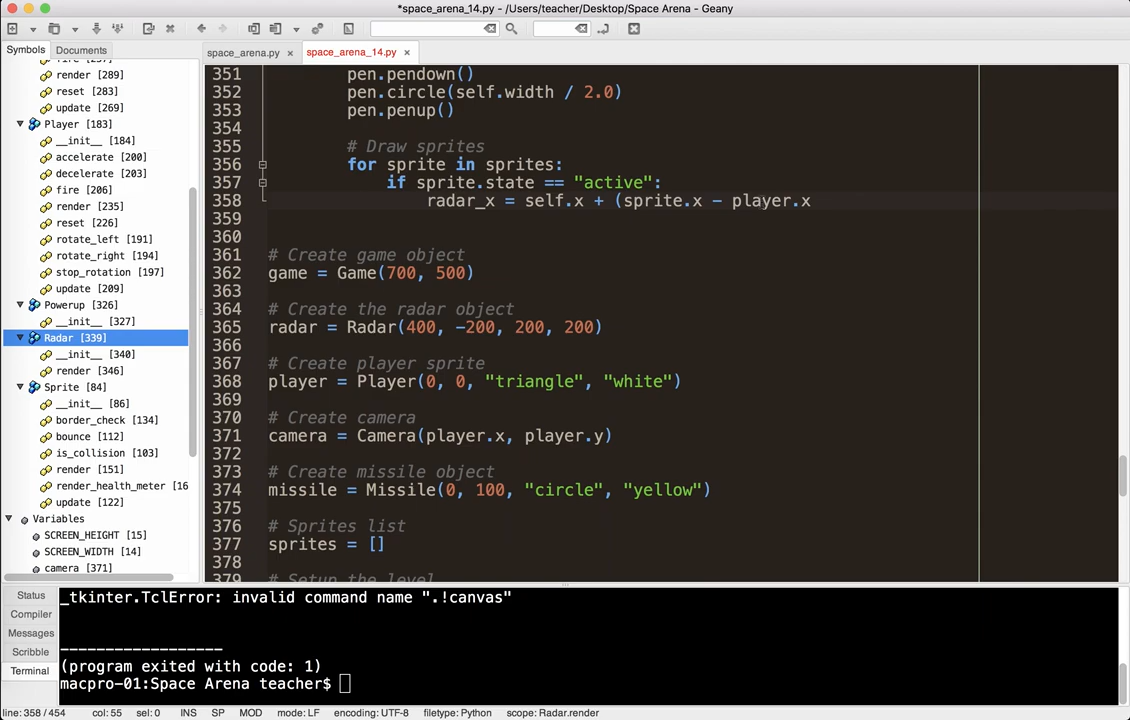 *space_arena_14.py - /Users/teacher/Desktop/Space Arena - Geany
Symbols Documents
space_arena.py × space_arena_14.py ×
render [289]
reset [283]
update [269]
Player [183]
__init__ [184]
accelerate [200]
decelerate [203]
fire [206]
render [235]
reset [226]
rotate_left [191]
rotate_right [194]
stop_rotation [197]
update [209]
Powerup [326]
__init__ [327]
Radar [339]
__init__ [340]
render [346]
Sprite [84]
__init__ [86]
border_check [134]
bounce [112]
is_collision [103]
render [151]
render_health_meter [16
update [122]
Variables
SCREEN_HEIGHT [15]
SCREEN_WIDTH [14]
camera [371]
351 pen.pendown()
352 pen.circle(self.width / 2.0)
353 pen.penup()
354
355 # Draw sprites
356 for sprite in sprites:
357 if sprite.state == "active":
358 radar_x = self.x + (sprite.x - player.x
359
360
361 # Create game object
362 game = Game(700, 500)
363
364 # Create the radar object
365 radar = Radar(400, -200, 200, 200)
366
367 # Create player sprite
368 player = Player(0, 0, "triangle", "white")
369
370 # Create camera
371 camera = Camera(player.x, player.y)
372
373 # Create missile object
374 missile = Missile(0, 100, "circle", "yellow")
375
376 # Sprites list
377 sprites = []
378
379 # Setup the level
Status
Compiler
Messages
Scribble
Terminal
_tkinter.TclError: invalid command name ".!canvas"
------------------
(program exited with code: 1)
macpro-01:Space Arena teacher$
line: 358 / 454 col: 55 sel: 0 INS SP MOD mode: LF encoding: UTF-8 filetype: Python scope: Radar.render